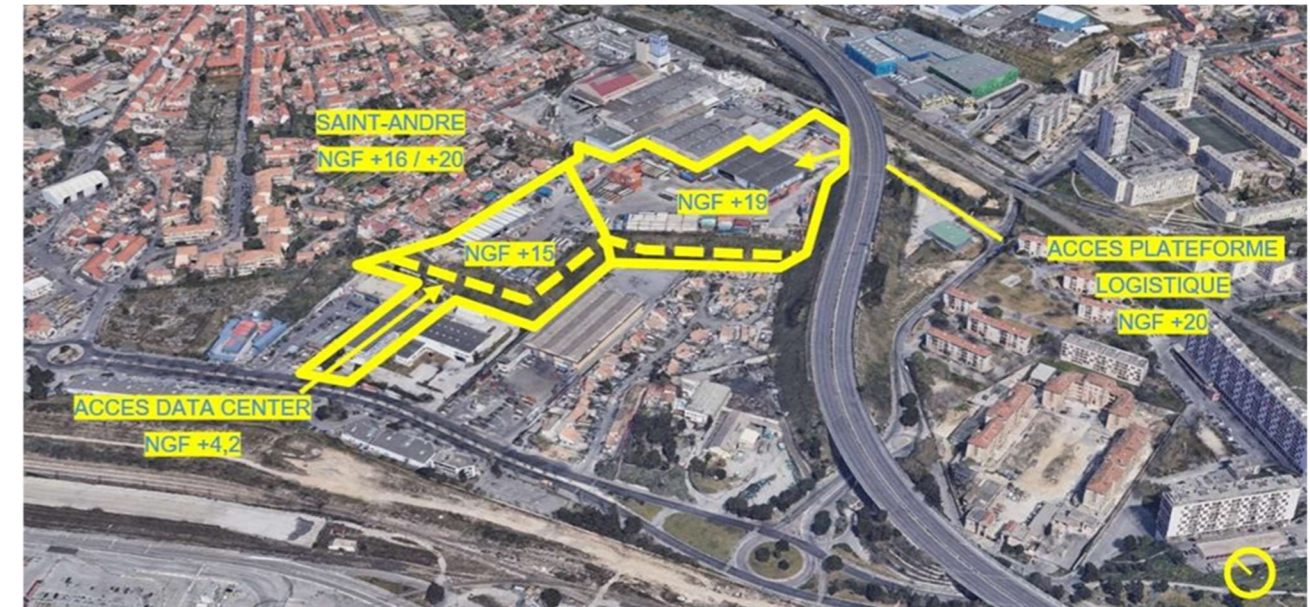 SAINT-ANDRE
NGF +16 / +20
NGF +19
NGF +15
ACCES PLATEFORME
LOGISTIQUE
NGF +20
ACCES DATA CENTER
NGF +4,2